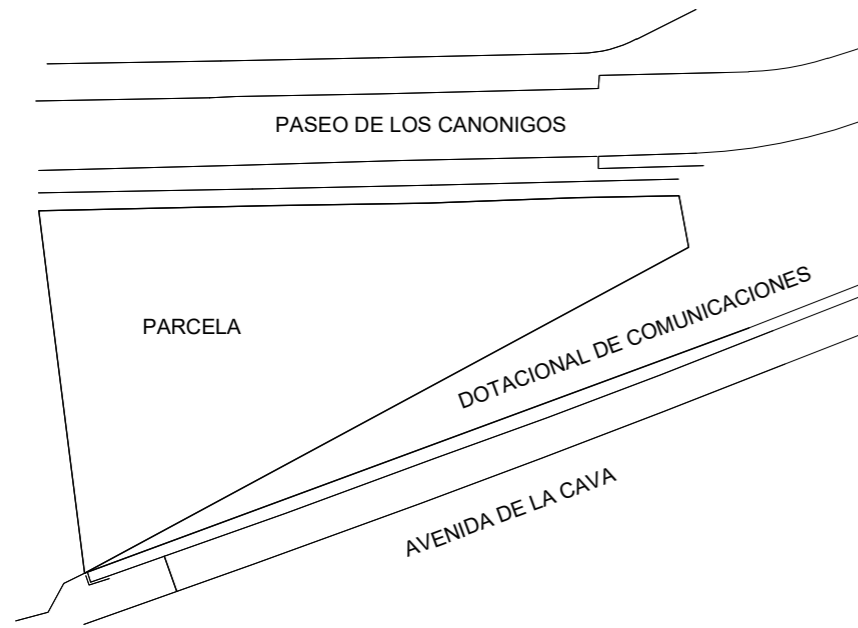 PASEO DE LOS CANONIGOS
PARCELA
DOTACIONAL DE COMUNICACIONES
AVENIDA DE LA CAVA